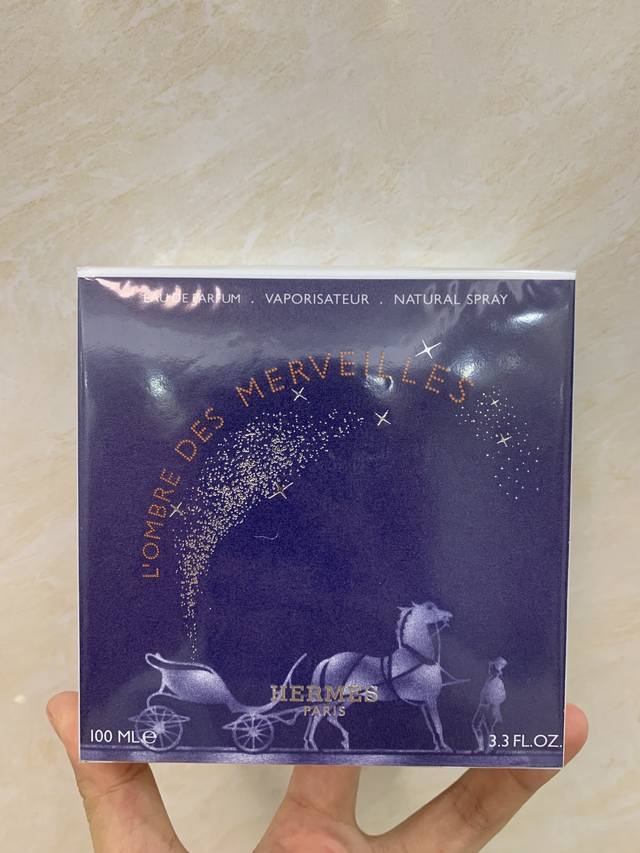 EAU DE PARFUM . VAPORISATEUR . NATURAL SPRAY
L'OMBRE DES MERVEILLES
HERMÈS
PARIS
100 ML ℮
3.3 FL.OZ.